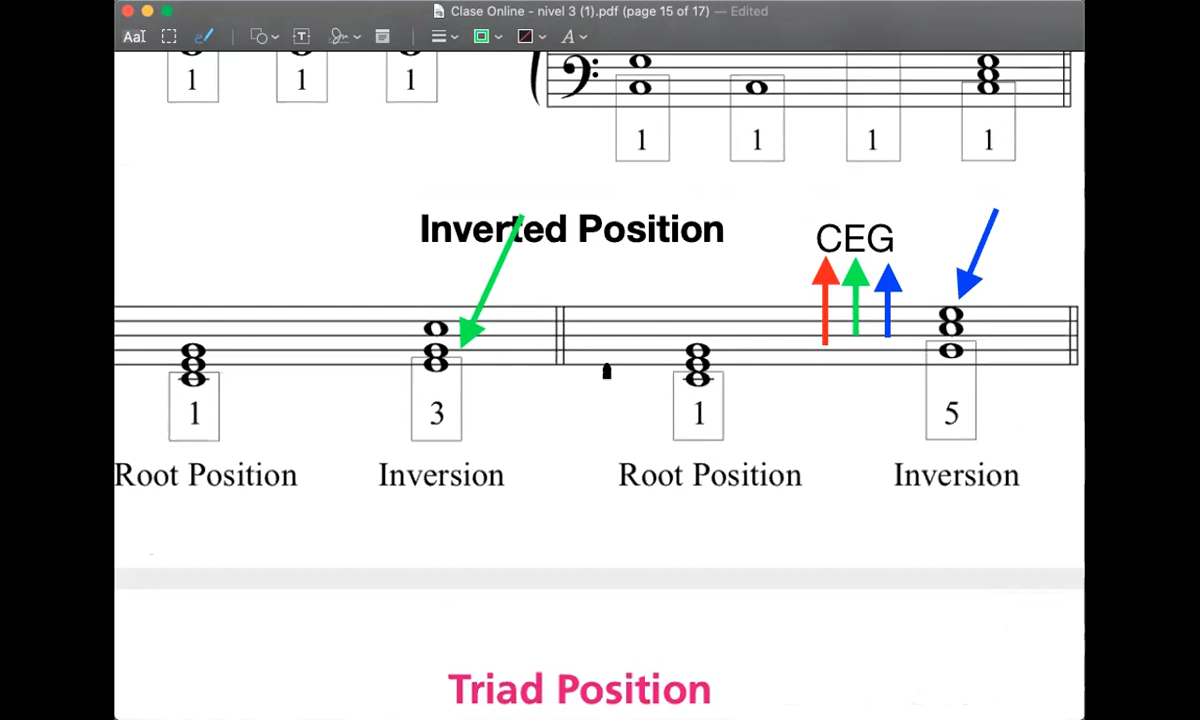 Clase Online - nivel 3 (1).pdf (page 15 of 17) — Edited
AaI T A
1 1 1
1 1 1 1
Inverted Position
CEG
1 3 1 5
Root Position Inversion Root Position Inversion
Triad Position